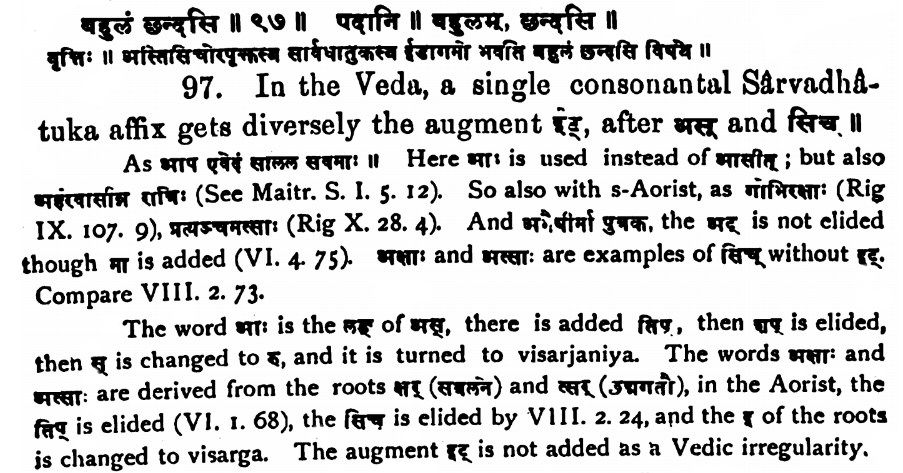 बहुलं छन्दसि ॥ ९७ ॥ पदानि ॥ बहुलम्, छन्दसि ॥
वृत्तिः ॥ अस्तिसिचोरपृक्तस्य सार्वधातुकस्य ईडागमो भवति बहुलं छन्दसि विषये ॥
97. In the Veda, a single consonantal Sârvadhâ-
tuka affix gets diversely the augment ईट्, after अस् and सिच् ॥
As आप एवेदं सलिलं सर्वमाः ॥ Here आः is used instead of आसीत् ; but also
(See Maitr. S. I. 5. 12). So also with s-Aorist, as गोभिरक्षाः (Rig
IX. 107. 9), प्रत्यञ्चमत्साः (Rig X. 28. 4). And अभैषीर्मा पुत्रक, the अट् is not elided
though मा is added (VI. 4. 75). अक्षाः and अत्साः are examples of सिच् without इट्.
Compare VIII. 2. 73.
The word आः is the लङ् of अस्, there is added तिप्, then शप् is elided,
then स् is changed to रु, and it is turned to visarjaniya. The words अक्षाः and
अत्साः are derived from the roots क्षर् (संचलने) and त्सर् (छद्मगतौ), in the Aorist, the
तिप् is elided (VI. 1. 68), the सिच् is elided by VIII. 2. 24, and the र् of the roots
is changed to visarga. The augment इट् is not added as a Vedic irregularity.